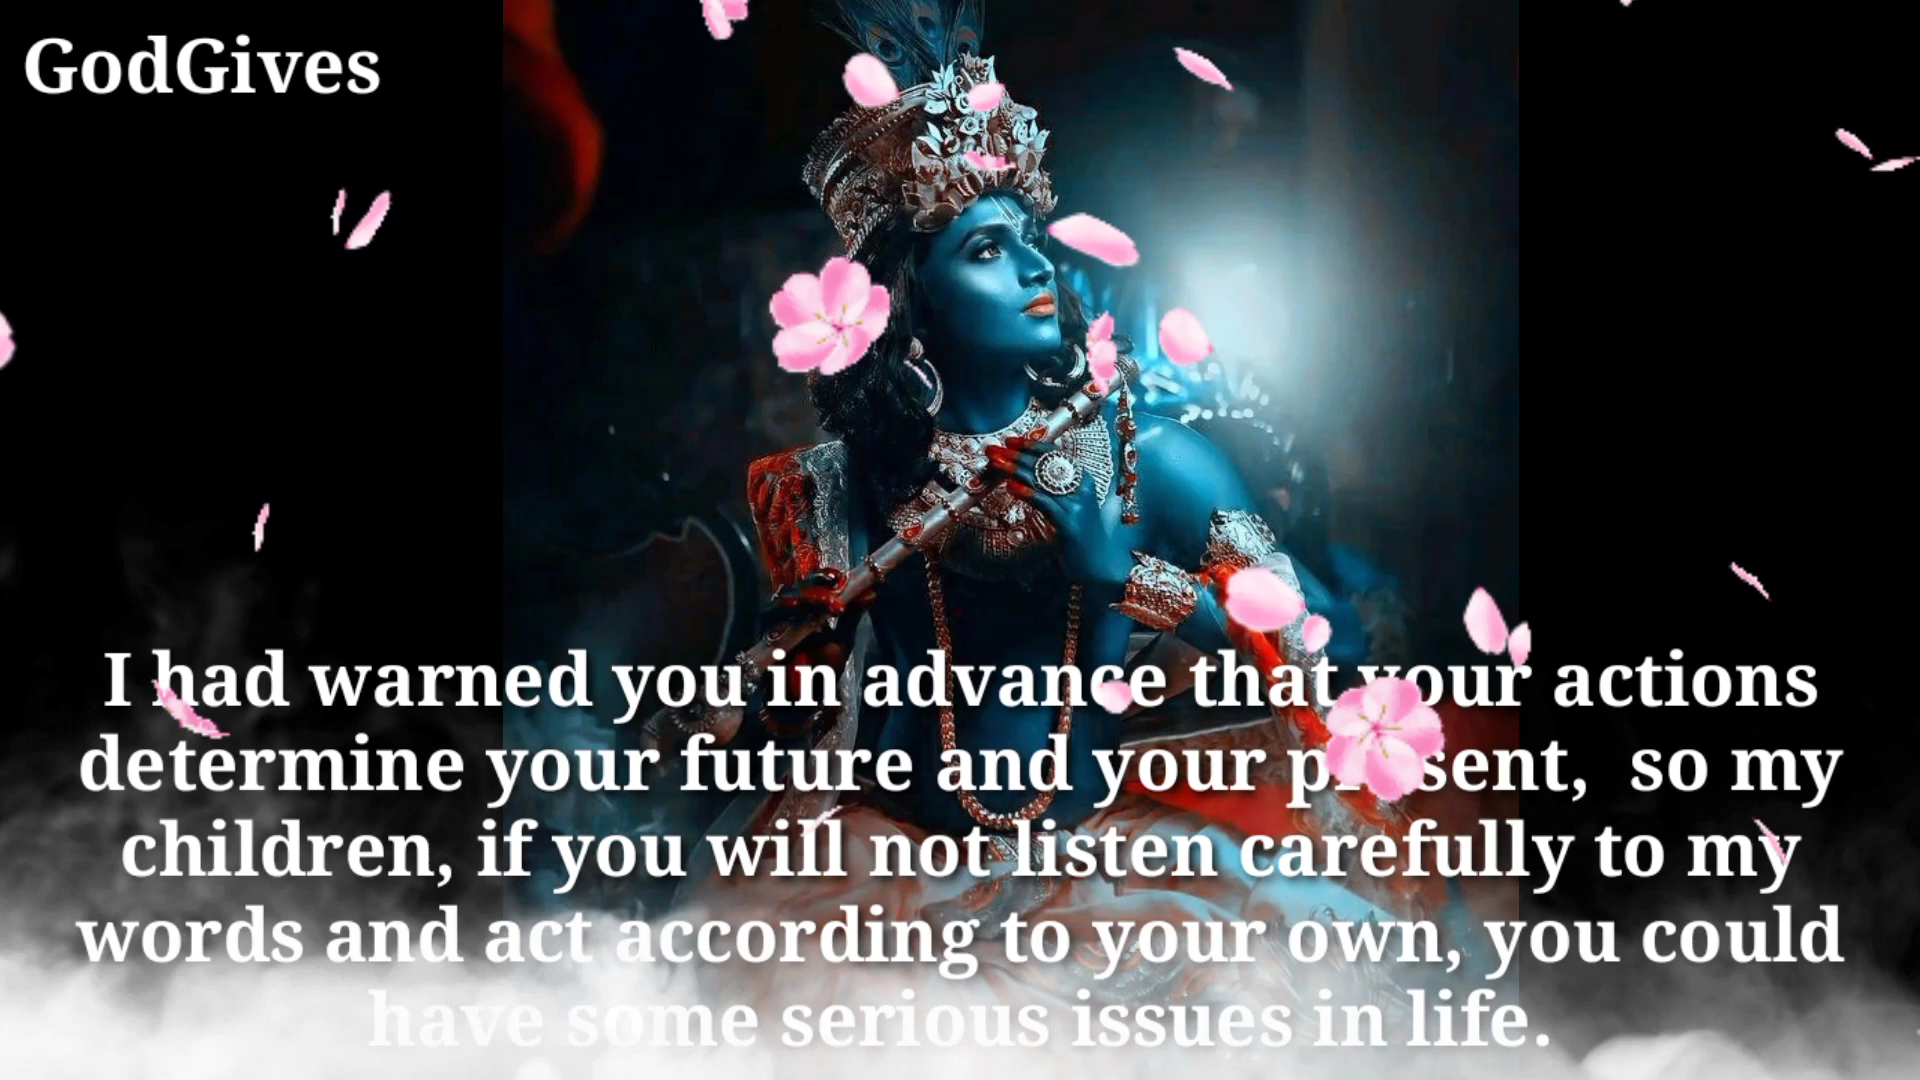 GodGives
I had warned you in advance that your actions
determine your future and your present, so my
children, if you will not listen carefully to my
words and act according to your own, you could
have some serious issues in life.